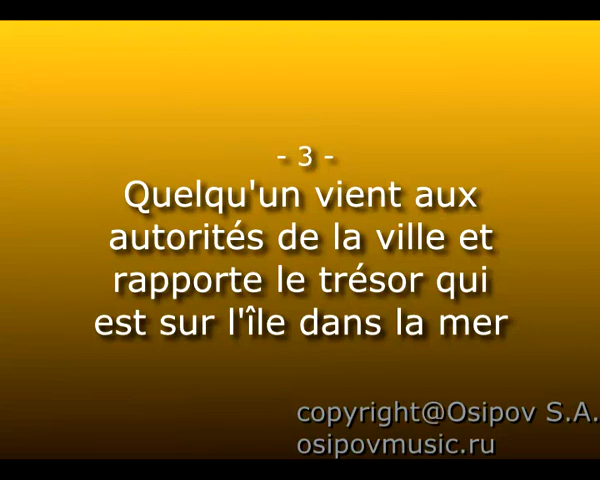 - 3 -
Quelqu'un vient aux
autorités de la ville et
rapporte le trésor qui
est sur l'île dans la mer
copyright@Osipov S.A.
osipovmusic.ru